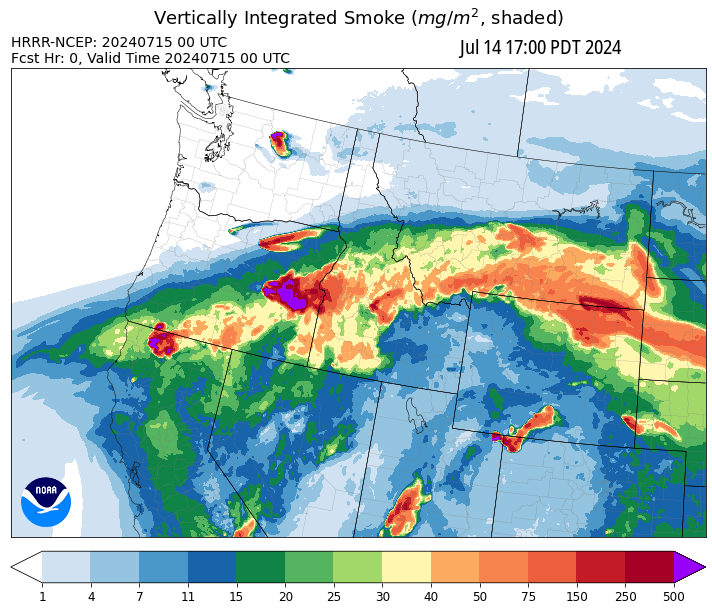 Vertically Integrated Smoke (mg/m², shaded)
HRRR-NCEP: 20240715 00 UTC
Fcst Hr: 0, Valid Time 20240715 00 UTC
Jul 14 17:00 PDT 2024
NOAA
1 4 7 11 15 20 25 30 40 50 75 150 250 500